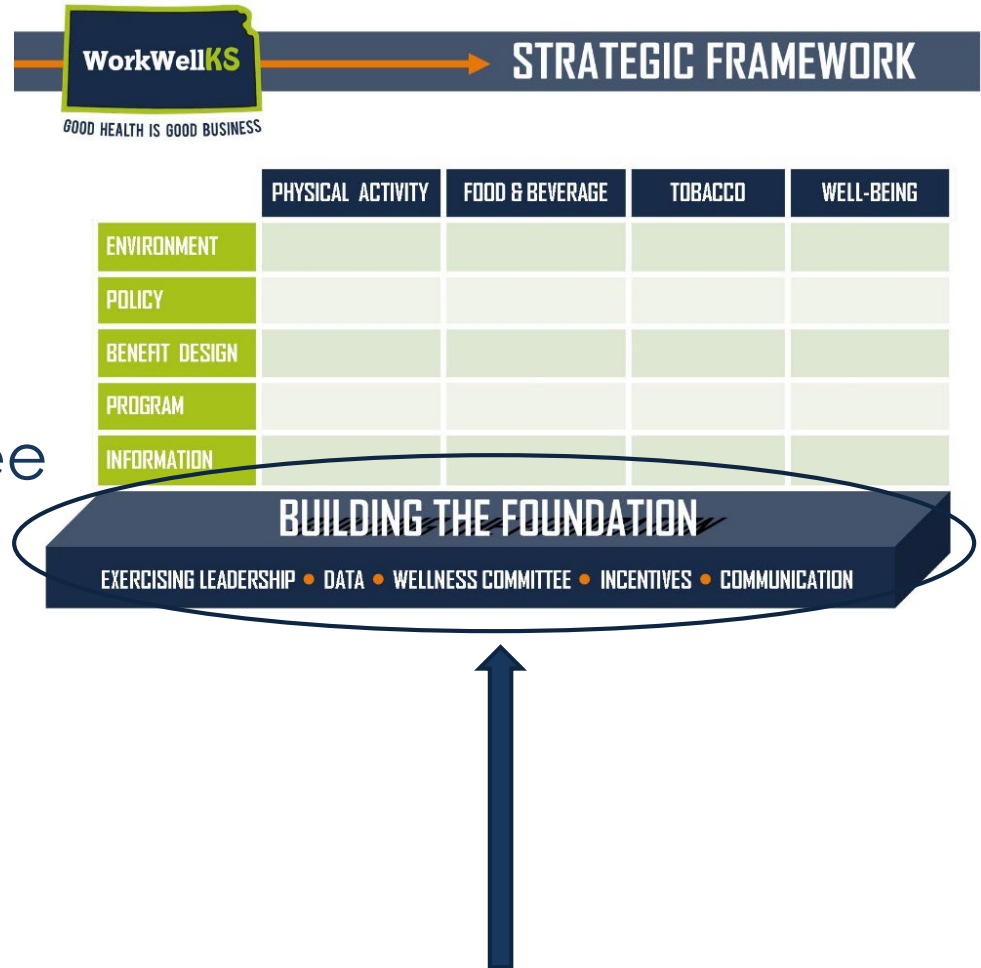 WorkWellKS
STRATEGIC FRAMEWORK
GOOD HEALTH IS GOOD BUSINESS
PHYSICAL ACTIVITY FOOD & BEVERAGE TOBACCO WELL-BEING
ENVIRONMENT
POLICY
BENEFIT DESIGN
PROGRAM
ee
INFORMATION
BUILDING THE FOUNDATION
EXERCISING LEADERSHIP • DATA • WELLNESS COMMITTEE • INCENTIVES • COMMUNICATION